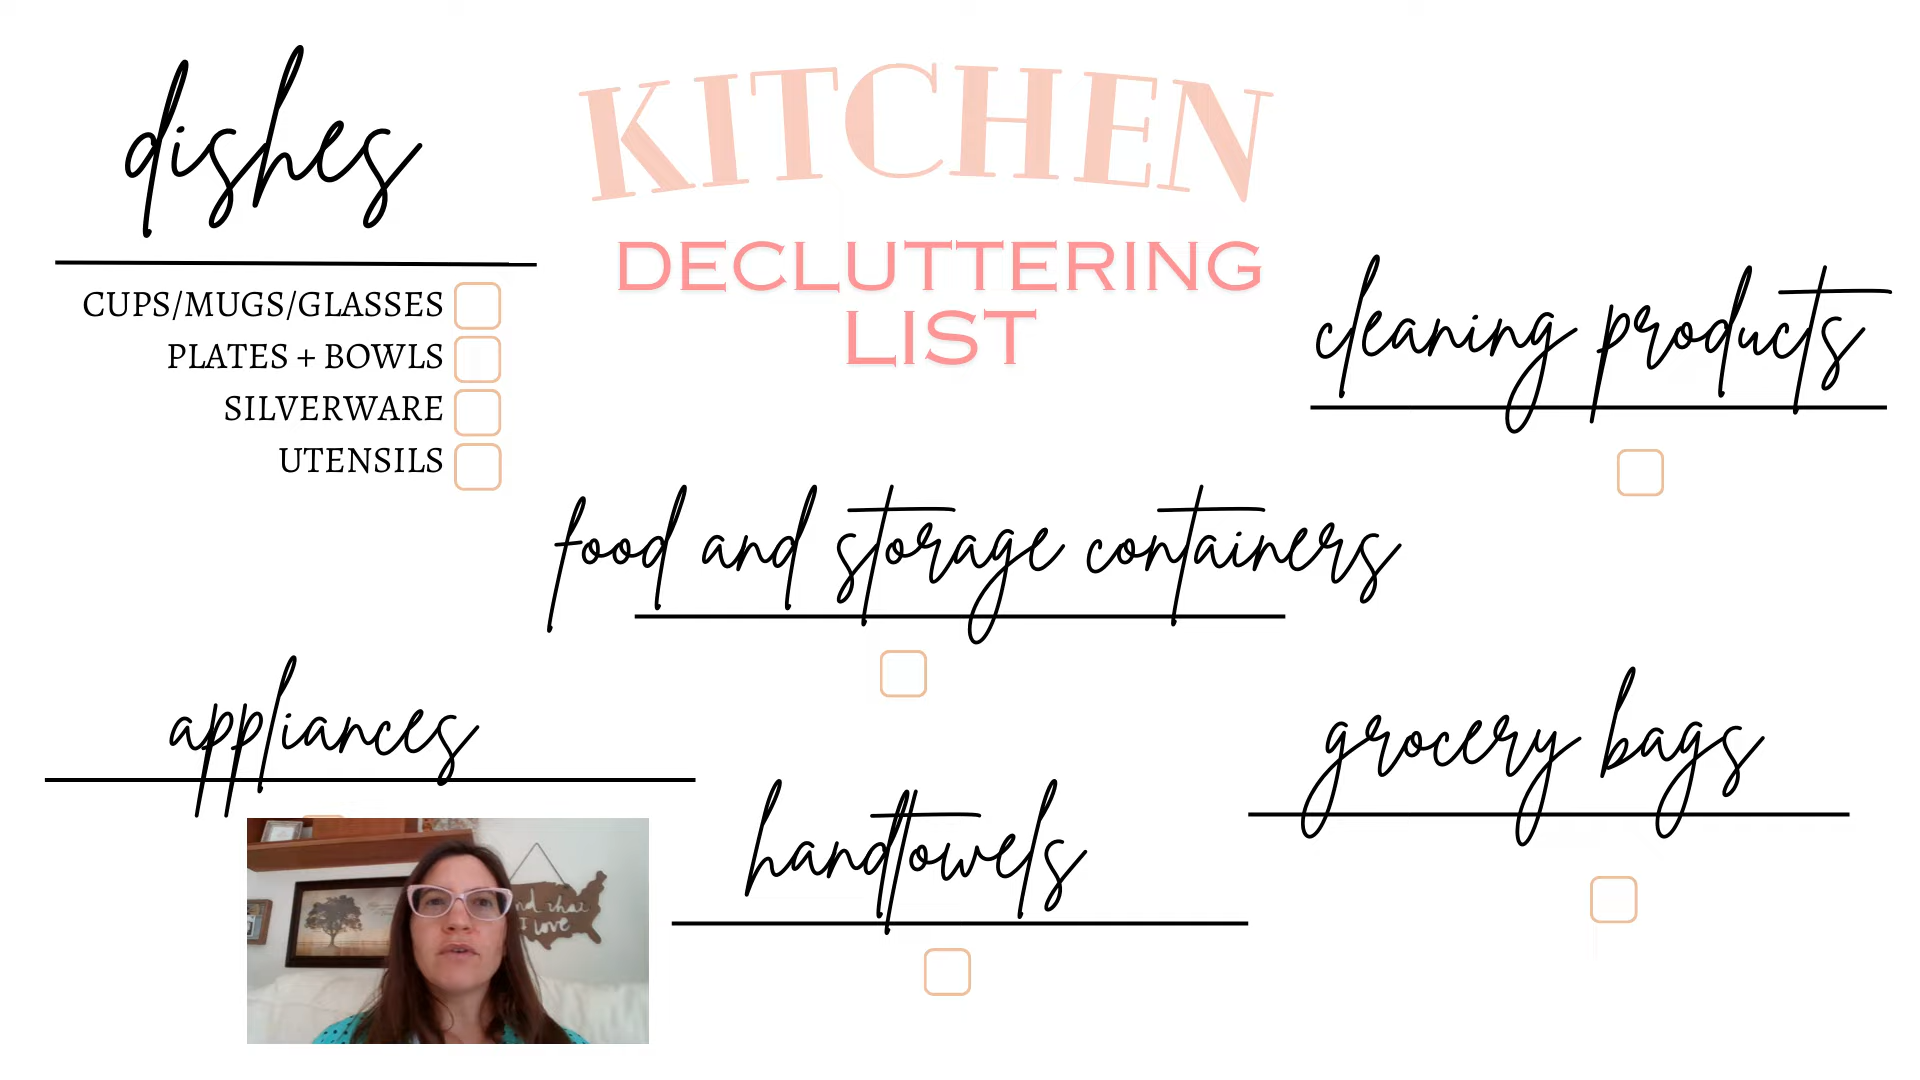 KITCHEN
DECLUTTERING
LIST
dishes
CUPS/MUGS/GLASSES
PLATES + BOWLS
SILVERWARE
UTENSILS
cleaning products
food and storage containers
appliances
grocery bags
handtowels
I love